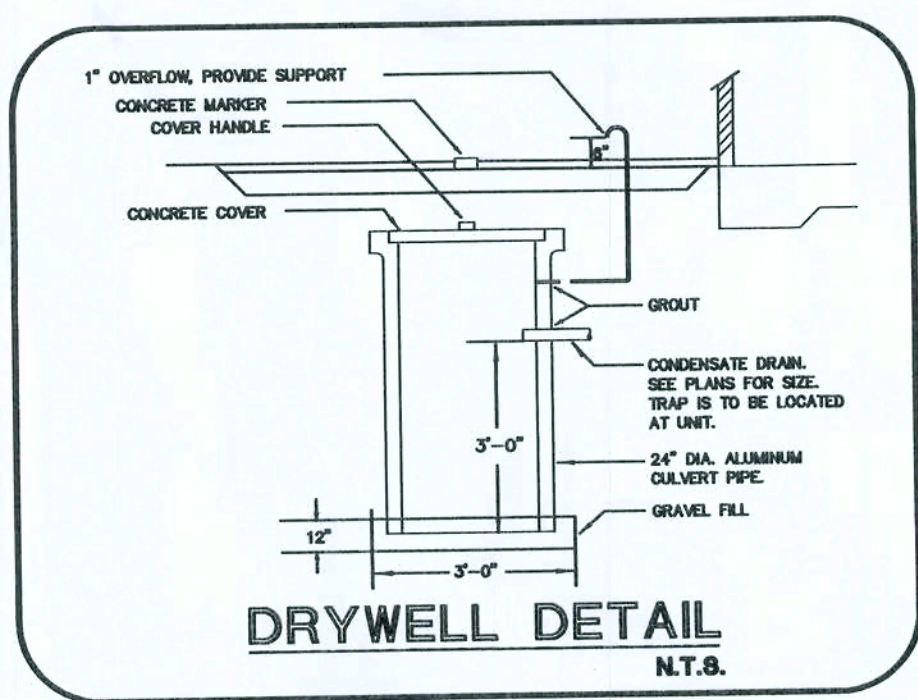 1" OVERFLOW, PROVIDE SUPPORT
CONCRETE MARKER
COVER HANDLE
6"
CONCRETE COVER
GROUT
CONDENSATE DRAIN.
SEE PLANS FOR SIZE.
TRAP IS TO BE LOCATED
AT UNIT.
3'-0"
24" DIA. ALUMINUM
CULVERT PIPE.
GRAVEL FILL
12"
3'-0"
DRYWELL DETAIL
N.T.S.